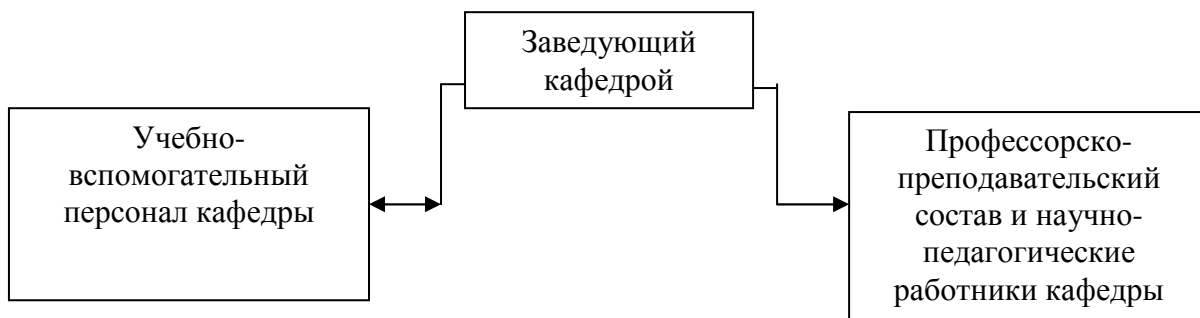 Заведующий
кафедрой
Учебно-
вспомогательный
персонал кафедры
Профессорско-
преподавательский
состав и научно-
педагогические
работники кафедры